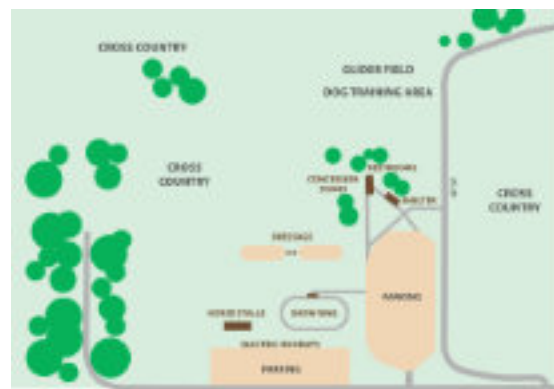 CROSS COUNTRY
GLIDER FIELD
DOG TRAINING AREA
CROSS
COUNTRY
RESTROOMS
CONCESSION
STAND
SHELTER
CROSS
COUNTRY
DRESSAGE
PARKING
HORSE STALLS
SHOW RING
PARKING